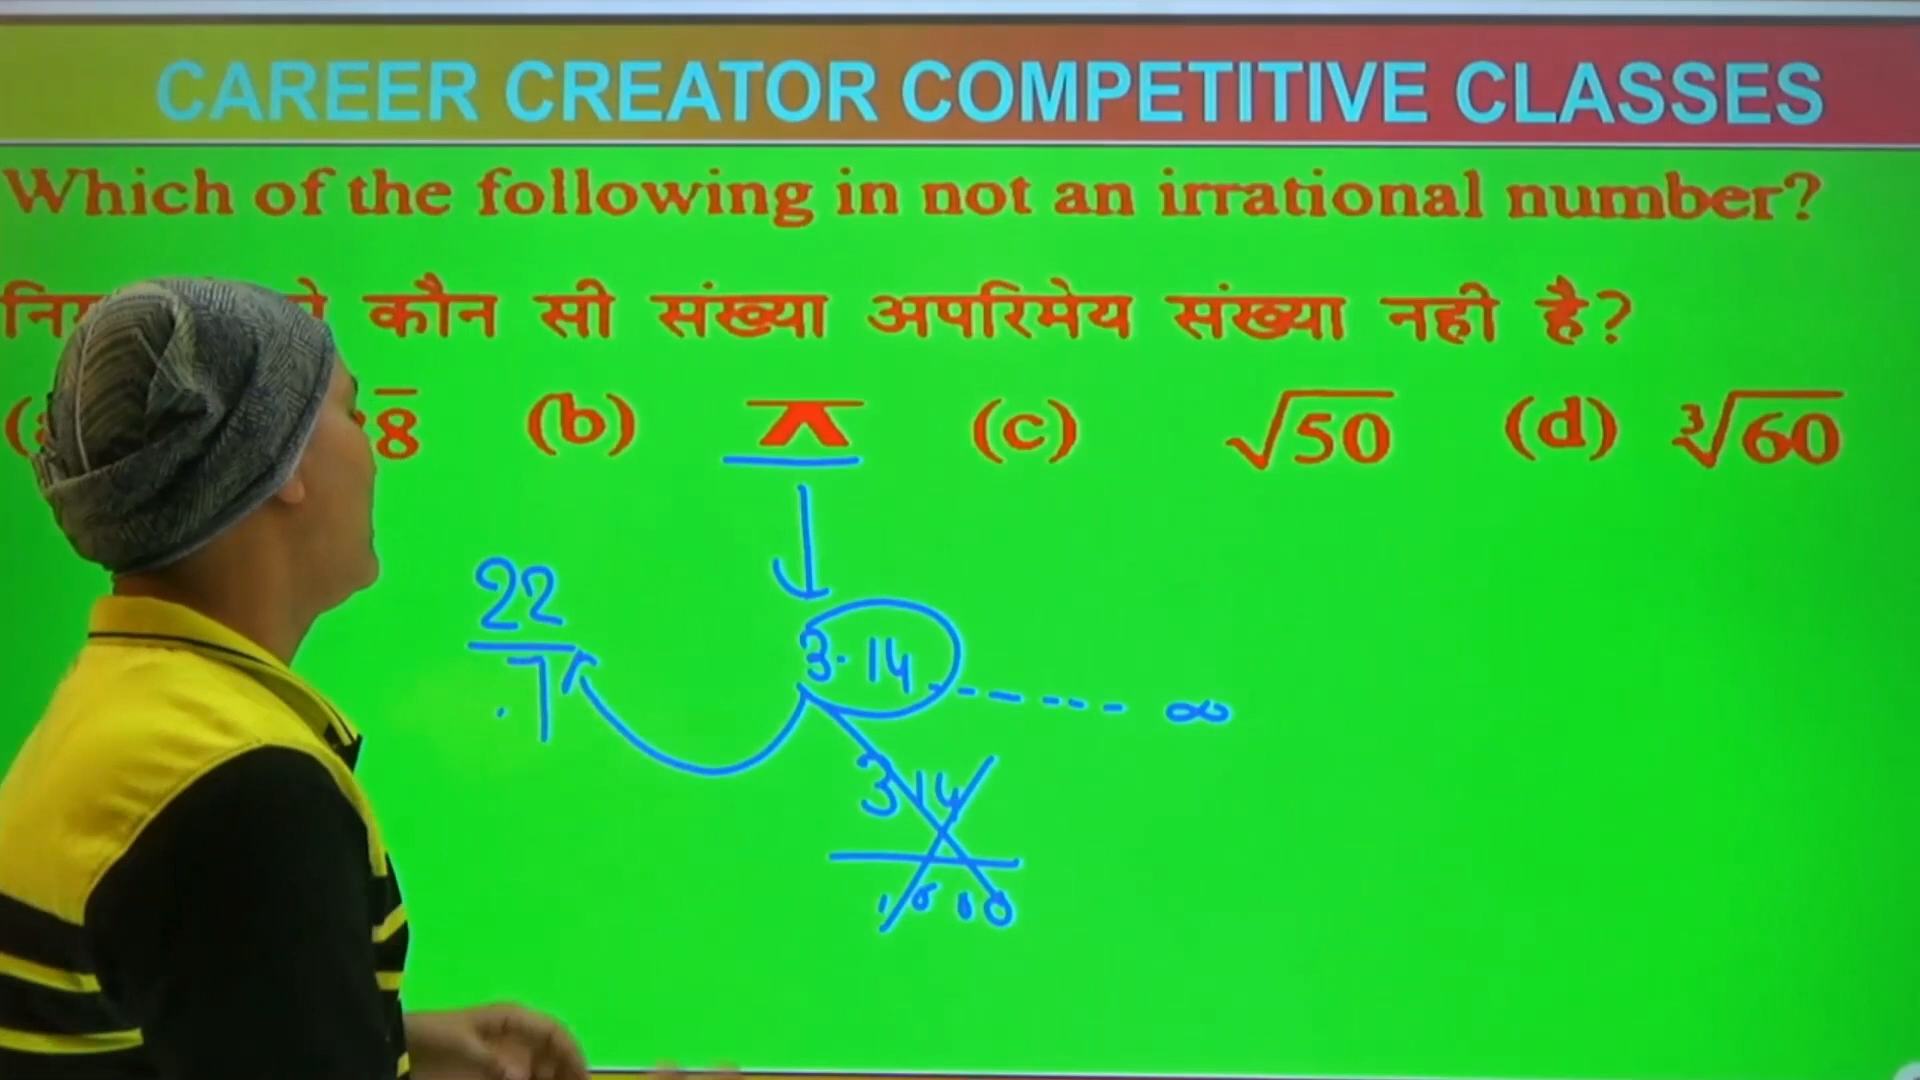 CAREER CREATOR COMPETITIVE CLASSES
Which of the following in not an irrational number?
कौन सी संख्या अपरिमेय संख्या नही है?
8̅ (b) π (c) √50 (d) ∛60
22
3.14 ----- ∞
7
314